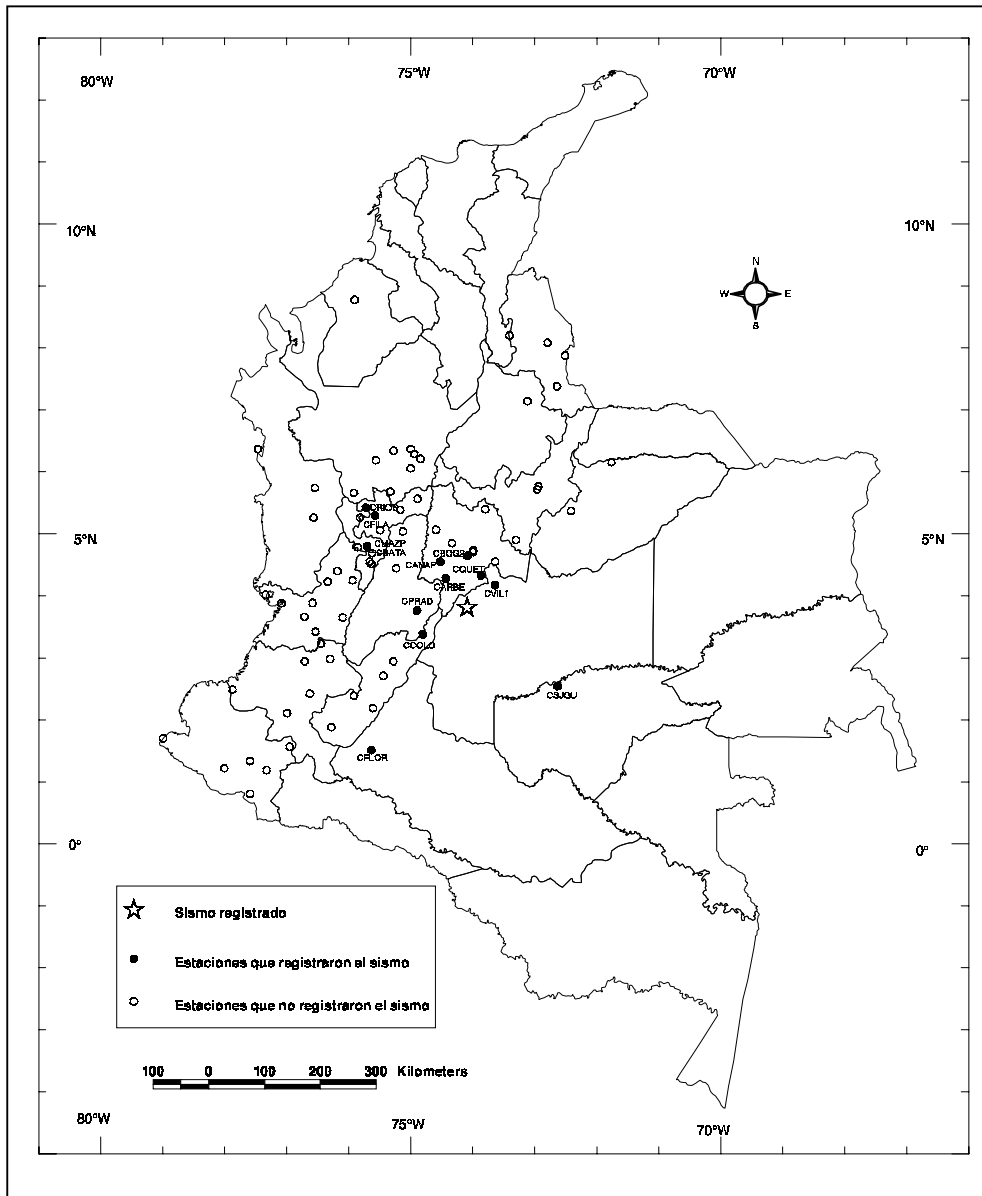 80°W
75°W
70°W
10°N
10°N
N
W
E
S
5°N
5°N
CFILA
CMAZP
CANAP
CQUET
CARBE
CVIL1
CPRAD
CCOLO
CSJGU
CFLOR
0°
0°
Sismo registrado
Estaciones que registraron el sismo
Estaciones que no registraron el sismo
100 0 100 200 300 Kilometers
80°W
75°W
70°W